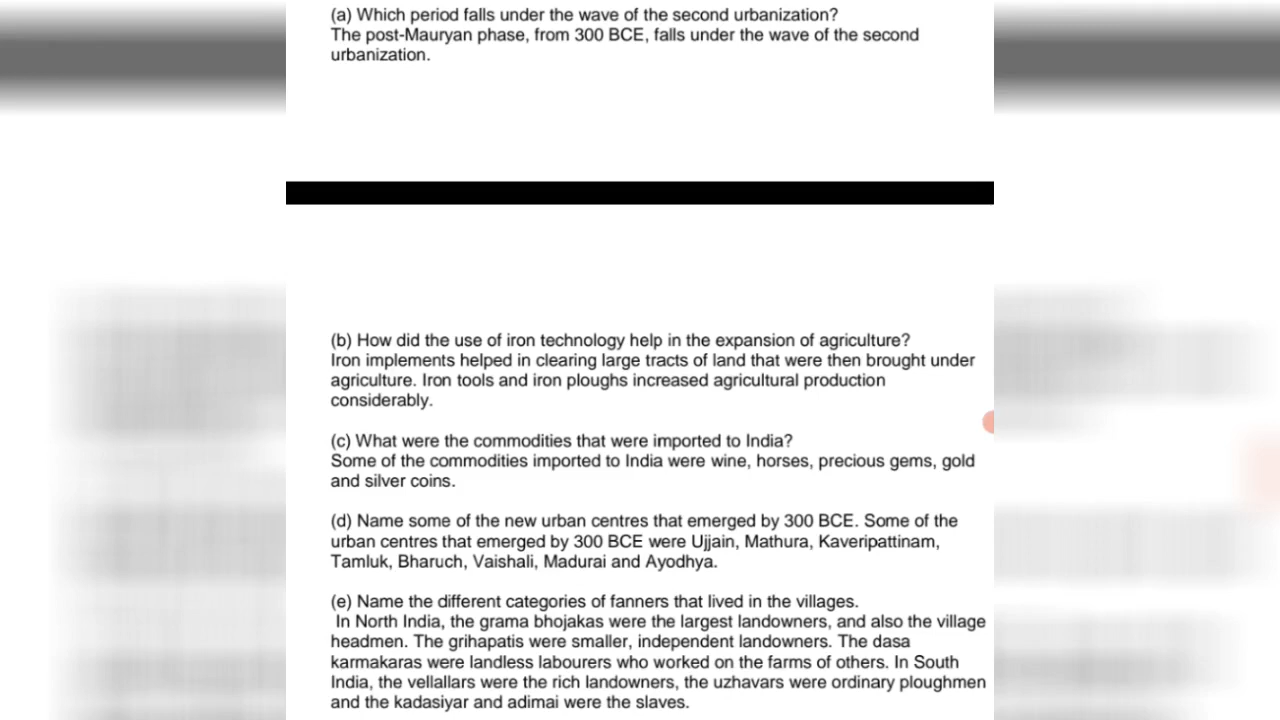 (a) Which period falls under the wave of the second urbanization?
The post-Mauryan phase, from 300 BCE, falls under the wave of the second
urbanization.
(b) How did the use of iron technology help in the expansion of agriculture?
Iron implements helped in clearing large tracts of land that were then brought under
agriculture. Iron tools and iron ploughs increased agricultural production
considerably.
(c) What were the commodities that were imported to India?
Some of the commodities imported to India were wine, horses, precious gems, gold
and silver coins.
(d) Name some of the new urban centres that emerged by 300 BCE. Some of the
urban centres that emerged by 300 BCE were Ujjain, Mathura, Kaveripattinam,
Tamluk, Bharuch, Vaishali, Madurai and Ayodhya.
(e) Name the different categories of fanners that lived in the villages.
In North India, the grama bhojakas were the largest landowners, and also the village
headmen. The grihapatis were smaller, independent landowners. The dasa
karmakaras were landless labourers who worked on the farms of others. In South
India, the vellallars were the rich landowners, the uzhavars were ordinary ploughmen
and the kadasiyar and adimai were the slaves.